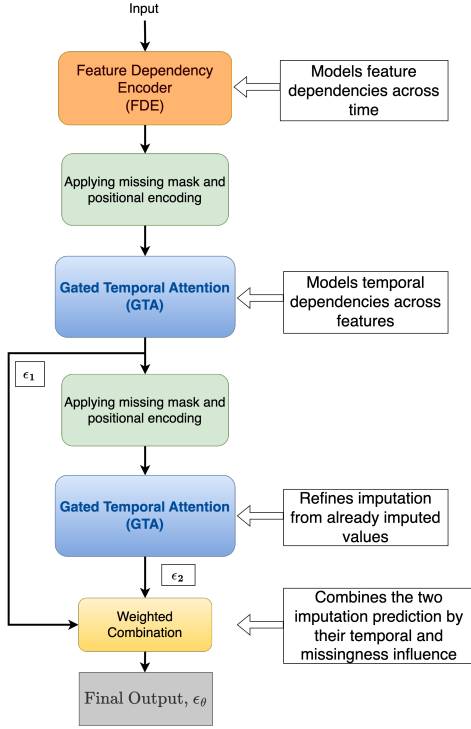 Input
Feature Dependency
Encoder
(FDE)
Models feature
dependencies across
time
Applying missing mask and
positional encoding
Gated Temporal Attention
(GTA)
Models temporal
dependencies across
features
ϵ₁
Applying missing mask and
positional encoding
Gated Temporal Attention
(GTA)
Refines imputation
from already imputed
values
ϵ₂
Weighted
Combination
Combines the two
imputation prediction by
their temporal and
missingness influence
Final Output, ϵ_θ